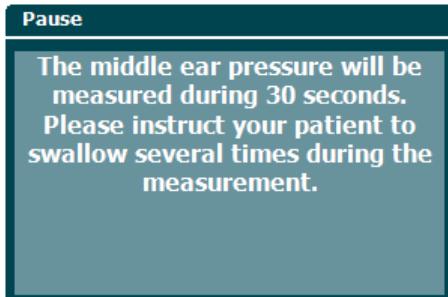 Pause
The middle ear pressure will be
measured during 30 seconds.
Please instruct your patient to
swallow several times during the
measurement.